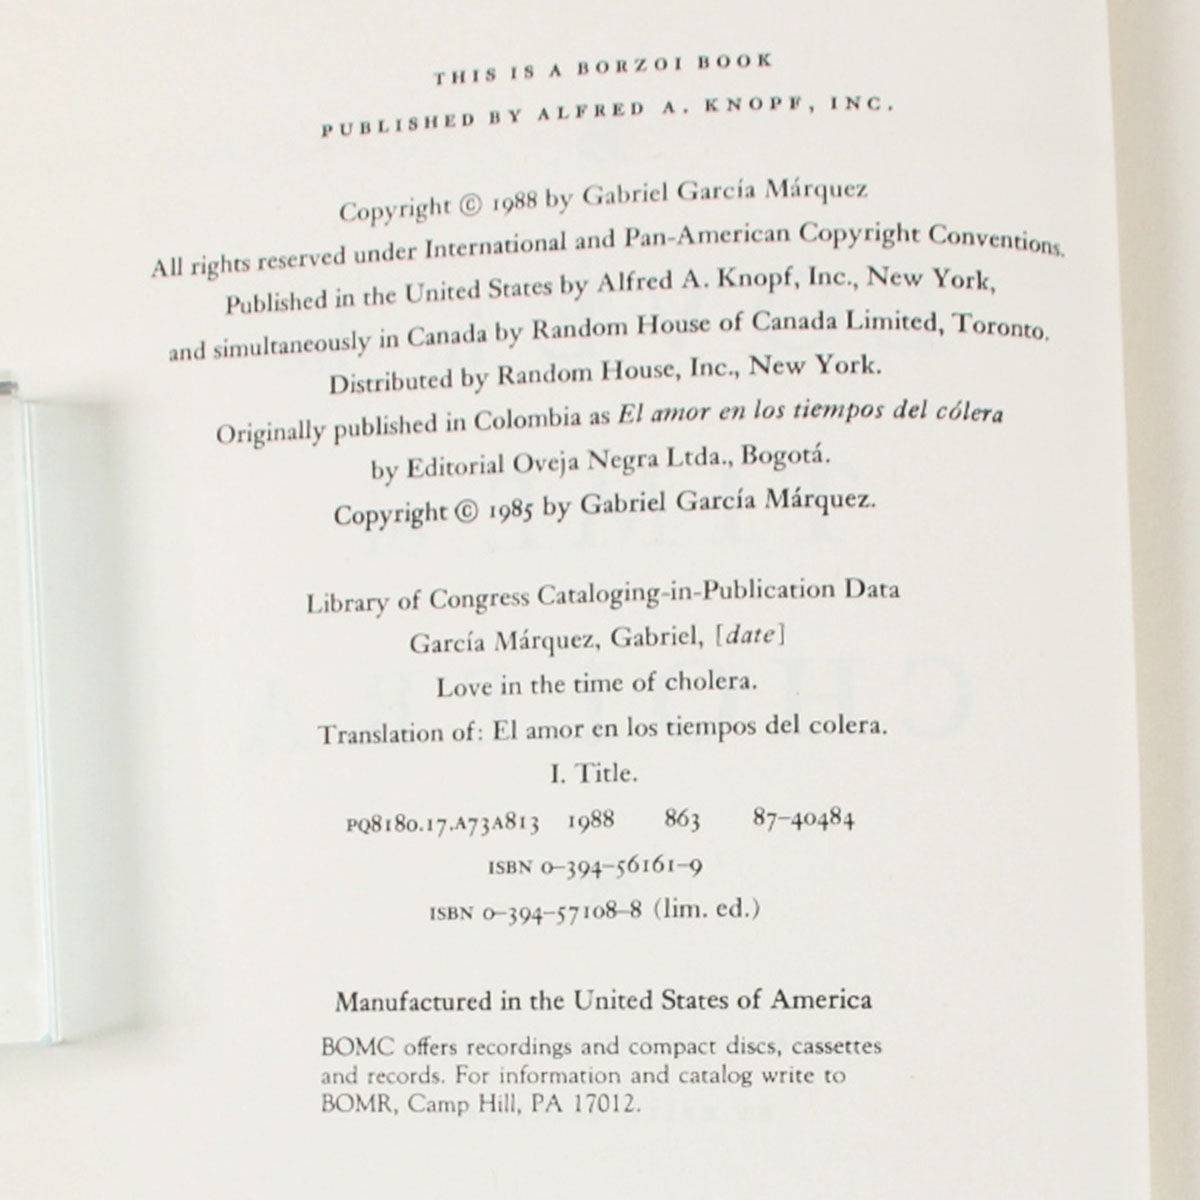 THIS IS A BORZOI BOOK
PUBLISHED BY ALFRED A. KNOPF, INC.
Copyright © 1988 by Gabriel García Márquez
All rights reserved under International and Pan-American Copyright Conventions.
Published in the United States by Alfred A. Knopf, Inc., New York,
and simultaneously in Canada by Random House of Canada Limited, Toronto.
Distributed by Random House, Inc., New York.
Originally published in Colombia as El amor en los tiempos del cólera
by Editorial Oveja Negra Ltda., Bogotá.
Copyright © 1985 by Gabriel García Márquez.
Library of Congress Cataloging-in-Publication Data
García Márquez, Gabriel, [date]
Love in the time of cholera.
Translation of: El amor en los tiempos del colera.
I. Title.
PQ8180.17.A73A813 1988 863 87–40484
ISBN 0–394–56161–9
ISBN 0–394–57108–8 (lim. ed.)
Manufactured in the United States of America
BOMC offers recordings and compact discs, cassettes
and records. For information and catalog write to
BOMR, Camp Hill, PA 17012.